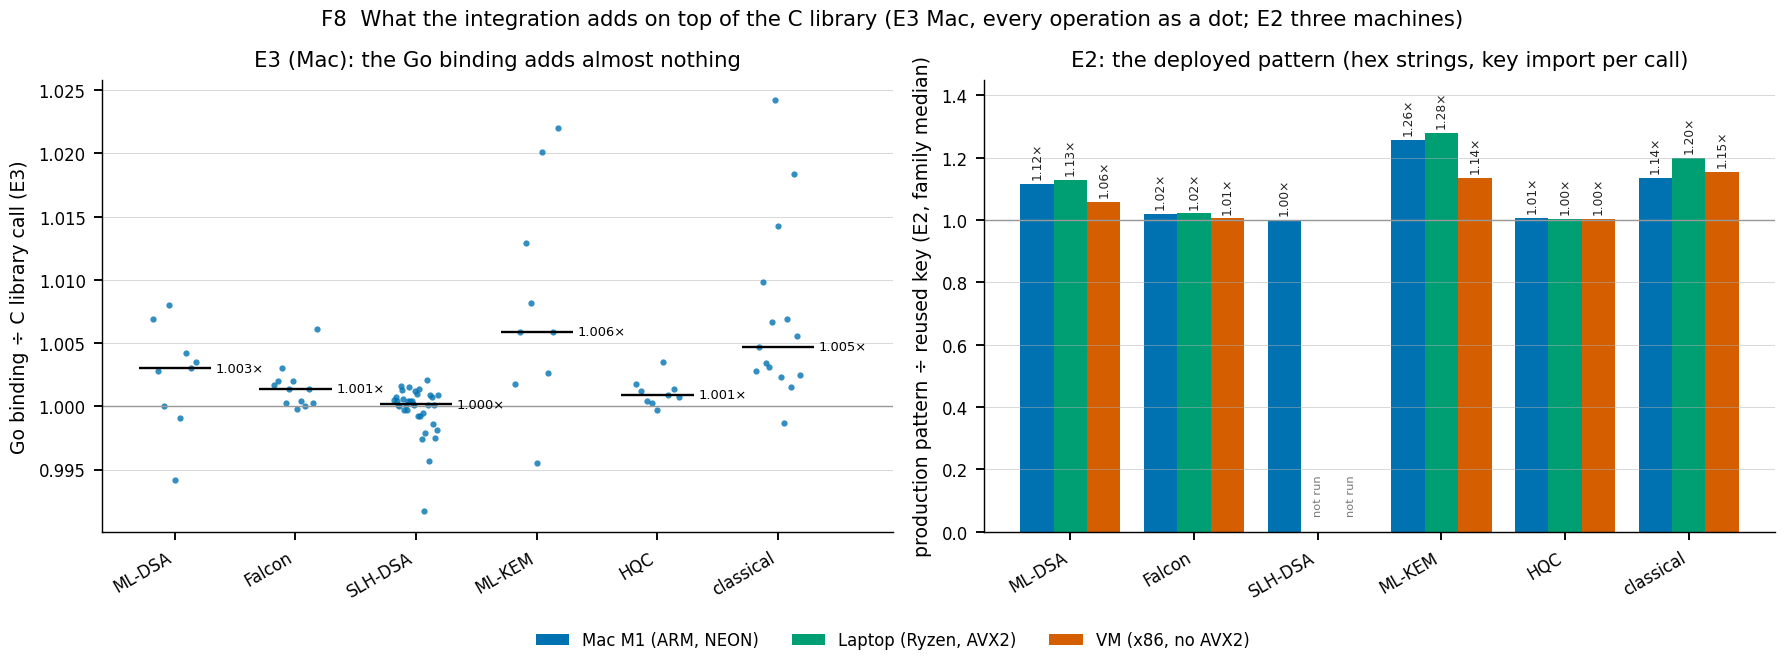 F8  What the integration adds on top of the C library (E3 Mac, every operation as a dot; E2 three machines)
E3 (Mac): the Go binding adds almost nothing
Go binding ÷ C library call (E3)
1.025
1.020
1.015
1.010
1.005
1.000
0.995
1.003×
1.001×
1.000×
1.006×
1.001×
1.005×
ML-DSA
Falcon
SLH-DSA
ML-KEM
HQC
classical
E2: the deployed pattern (hex strings, key import per call)
production pattern ÷ reused key (E2, family median)
1.4
1.2
1.0
0.8
0.6
0.4
0.2
0.0
1.12×
1.13×
1.06×
1.02×
1.02×
1.01×
1.00×
not run
not run
1.26×
1.28×
1.14×
1.01×
1.00×
1.00×
1.14×
1.20×
1.15×
ML-DSA
Falcon
SLH-DSA
ML-KEM
HQC
classical
Mac M1 (ARM, NEON)
Laptop (Ryzen, AVX2)
VM (x86, no AVX2)